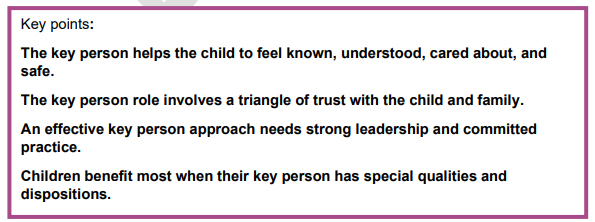 Key points:
The key person helps the child to feel known, understood, cared about, and
safe.
The key person role involves a triangle of trust with the child and family.
An effective key person approach needs strong leadership and committed
practice.
Children benefit most when their key person has special qualities and
dispositions.